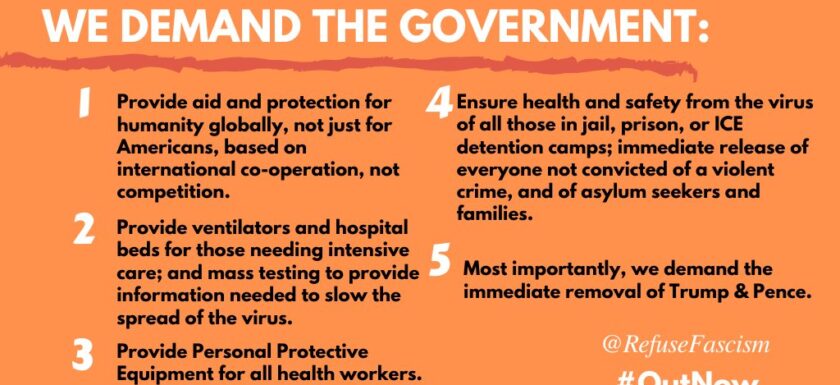 WE DEMAND THE GOVERNMENT:
1
Provide aid and protection for
humanity globally, not just for
Americans, based on
international co-operation, not
competition.
2
Provide ventilators and hospital
beds for those needing intensive
care; and mass testing to provide
information needed to slow the
spread of the virus.
3
Provide Personal Protective
Equipment for all health workers.
4
Ensure health and safety from the virus
of all those in jail, prison, or ICE
detention camps; immediate release of
everyone not convicted of a violent
crime, and of asylum seekers and
families.
5
Most importantly, we demand the
immediate removal of Trump & Pence.
@RefuseFascism
#OutNow